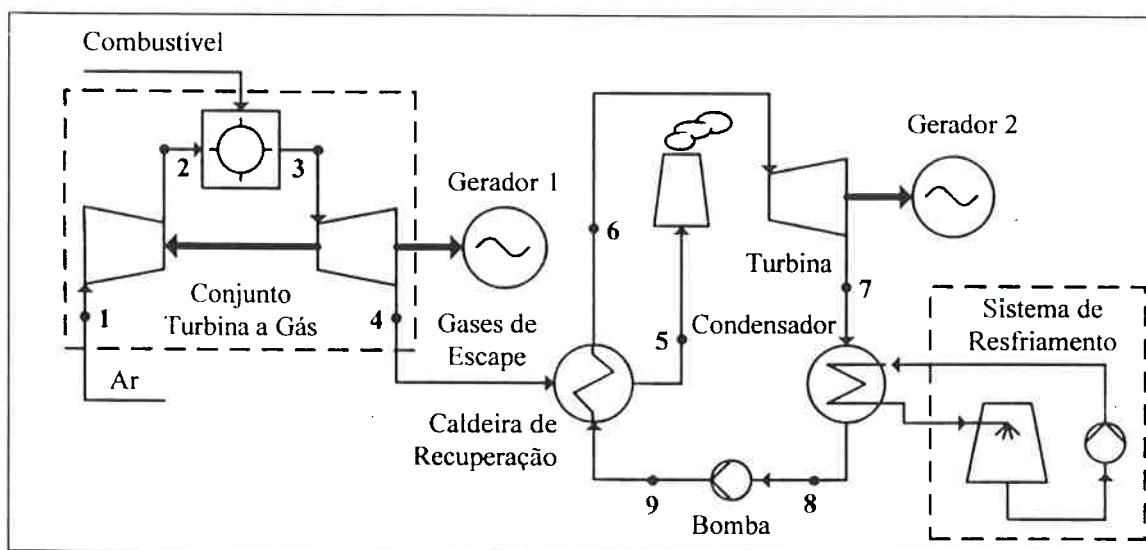 Combustível
2
3
Gerador 1
Gerador 2
6
1
Conjunto
Turbina a Gás
4
Gases de
Escape
5
Turbina
7
Condensador
Sistema de
Resfriamento
Ar
Caldeira de
Recuperação
9
8
Bomba